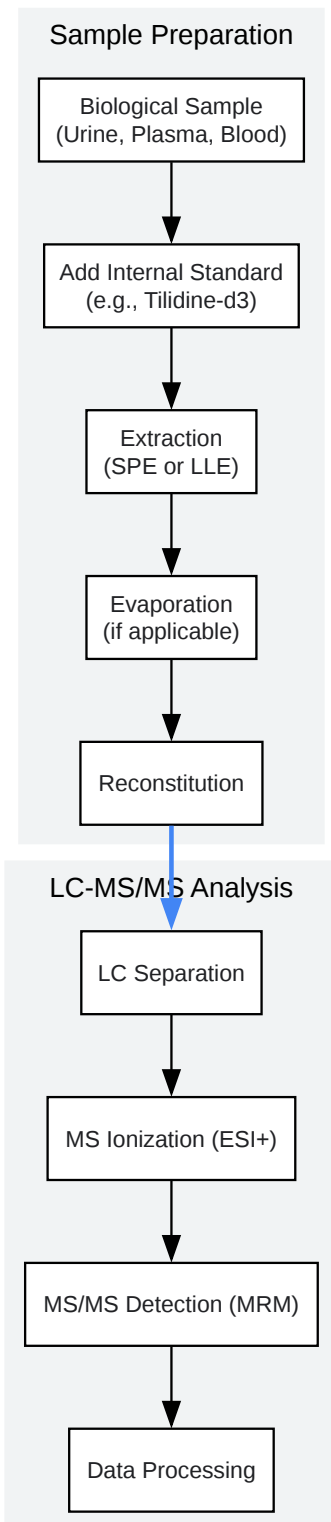 Sample Preparation
Biological Sample
(Urine, Plasma, Blood)
Add Internal Standard
(e.g., Tilidine-d3)
Extraction
(SPE or LLE)
Evaporation
(if applicable)
Reconstitution
LC-MS/MS Analysis
LC Separation
MS Ionization (ESI+)
MS/MS Detection (MRM)
Data Processing